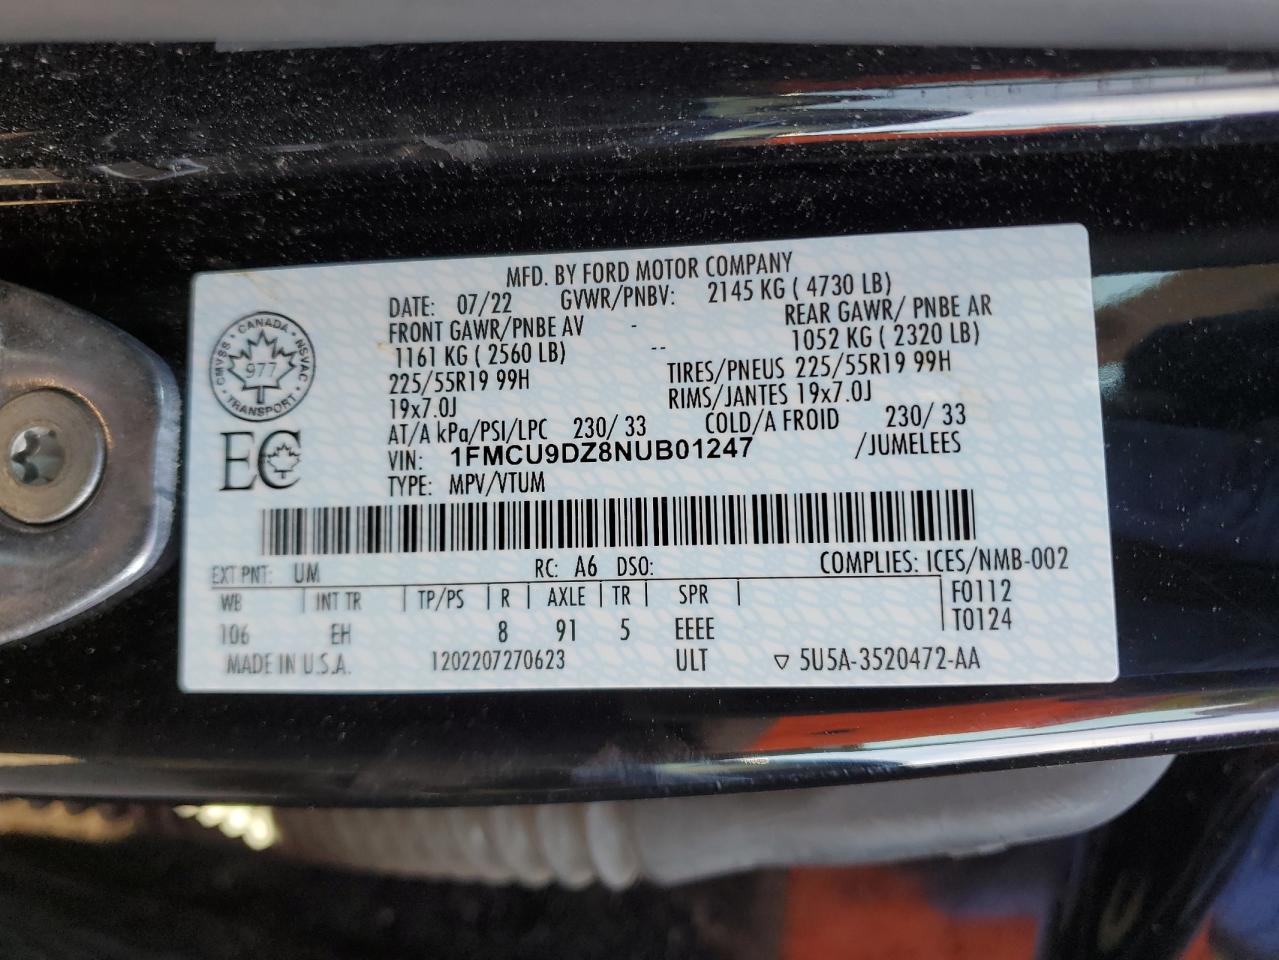 MFD. BY FORD MOTOR COMPANY
DATE: 07/22 GVWR/PNBV: 2145 KG ( 4730 LB)
FRONT GAWR/PNBE AV - REAR GAWR/ PNBE AR
1161 KG ( 2560 LB) -- 1052 KG ( 2320 LB)
225/55R19 99H TIRES/PNEUS 225/55R19 99H
19x7.0J RIMS/JANTES 19x7.0J
AT/A kPa/PSI/LPC 230/ 33 COLD/A FROID 230/ 33
VIN: 1FMCU9DZ8NUB01247 /JUMELEES
TYPE: MPV/VTUM
CANADA
CMVSS NSVAC
977
TRANSPORT
EC
EXT PNT: UM RC: A6 DSO: COMPLIES: ICES/NMB-002
WB INT TR TP/PS R AXLE TR SPR F0112
106 EH 8 91 5 EEEE T0124
MADE IN U.S.A. 1202207270623 ULT ▽ 5U5A-3520472-AA